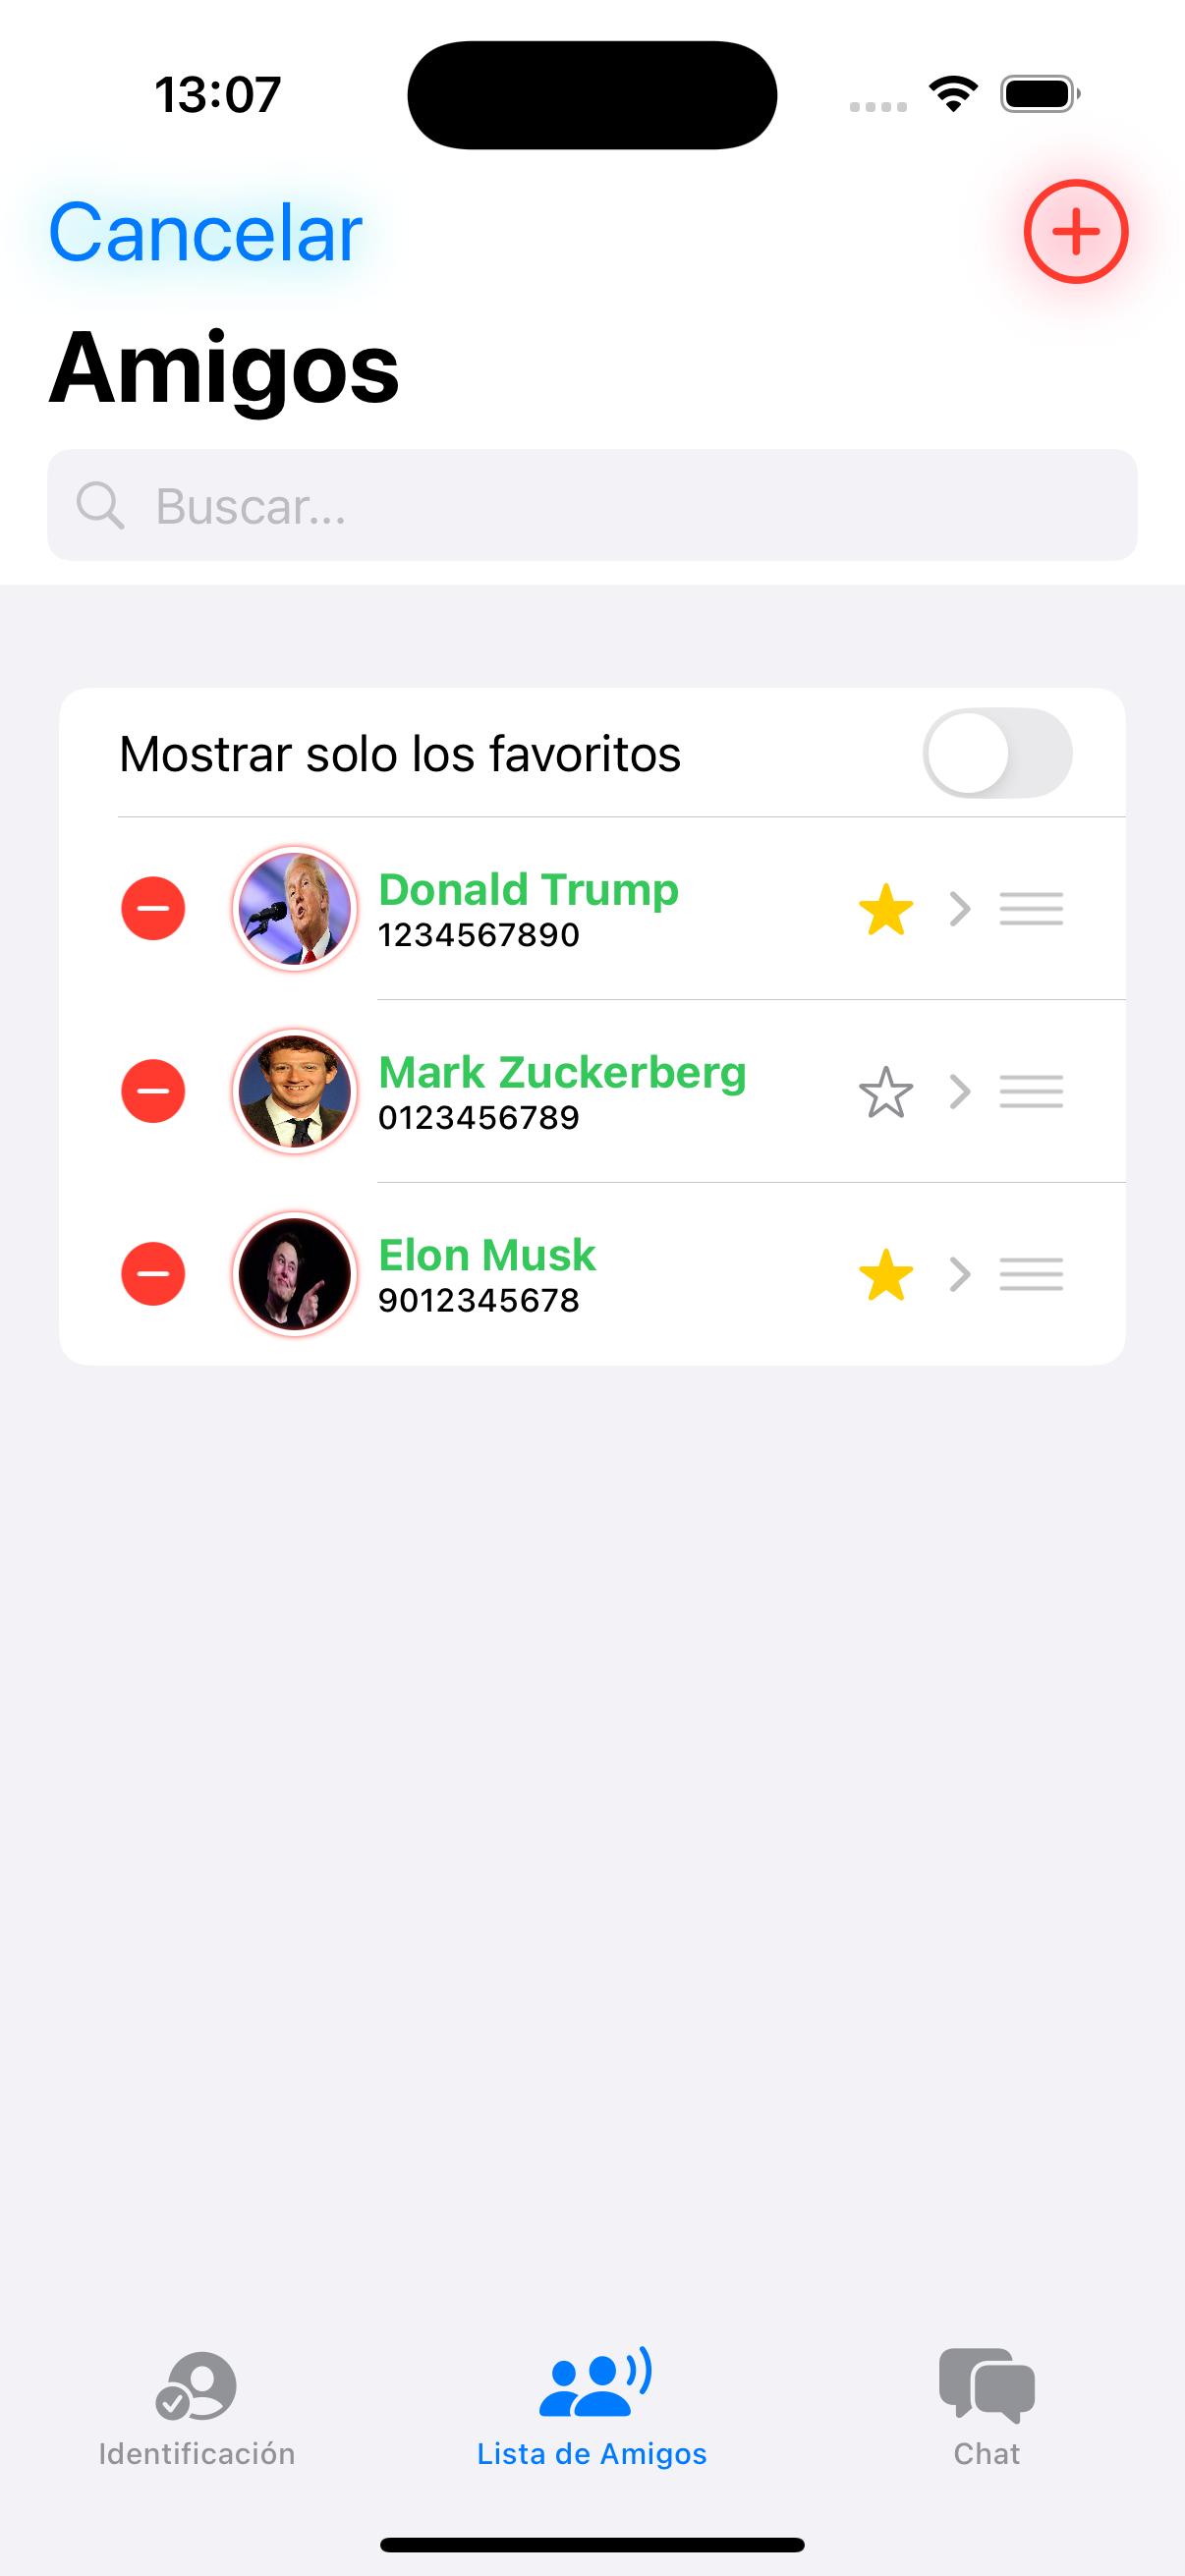 13:07
Cancelar
Amigos
Buscar...
Mostrar solo los favoritos
Donald Trump
1234567890
Mark Zuckerberg
0123456789
Elon Musk
9012345678
Identificación
Lista de Amigos
Chat